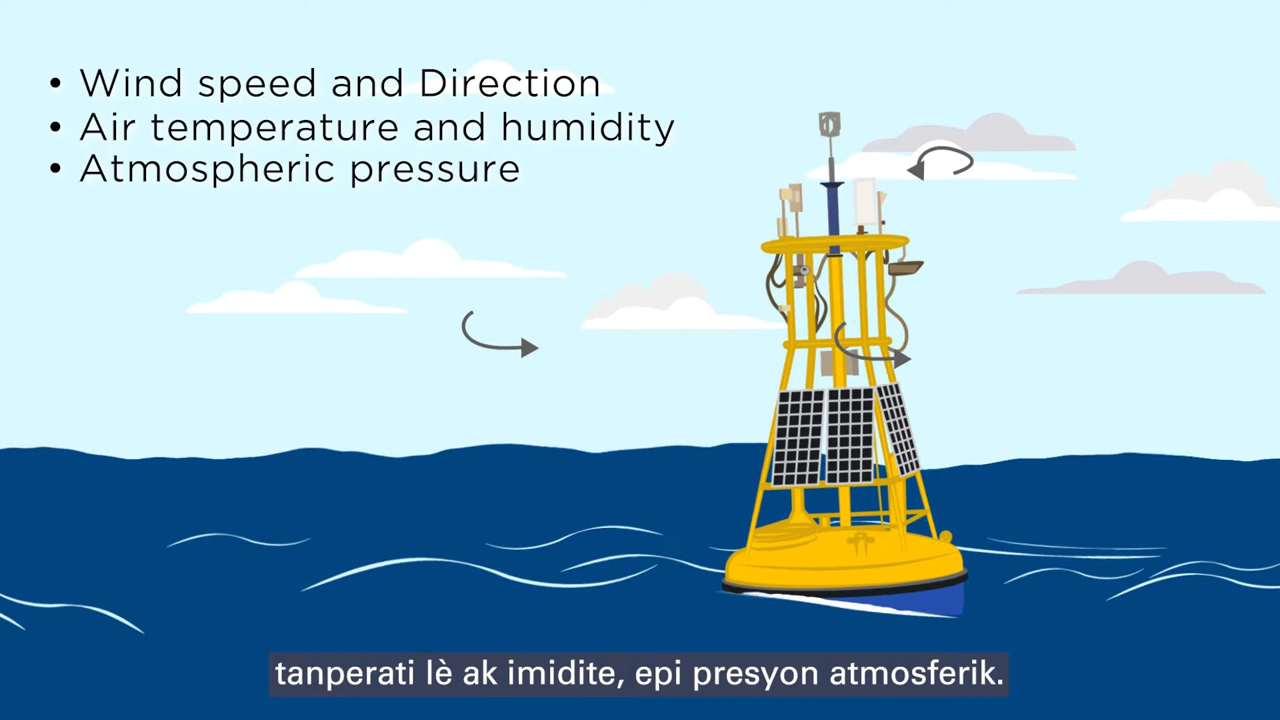 • Wind speed and Direction
• Air temperature and humidity
• Atmospheric pressure
tanperati lè ak imidite, epi presyon atmosferik.